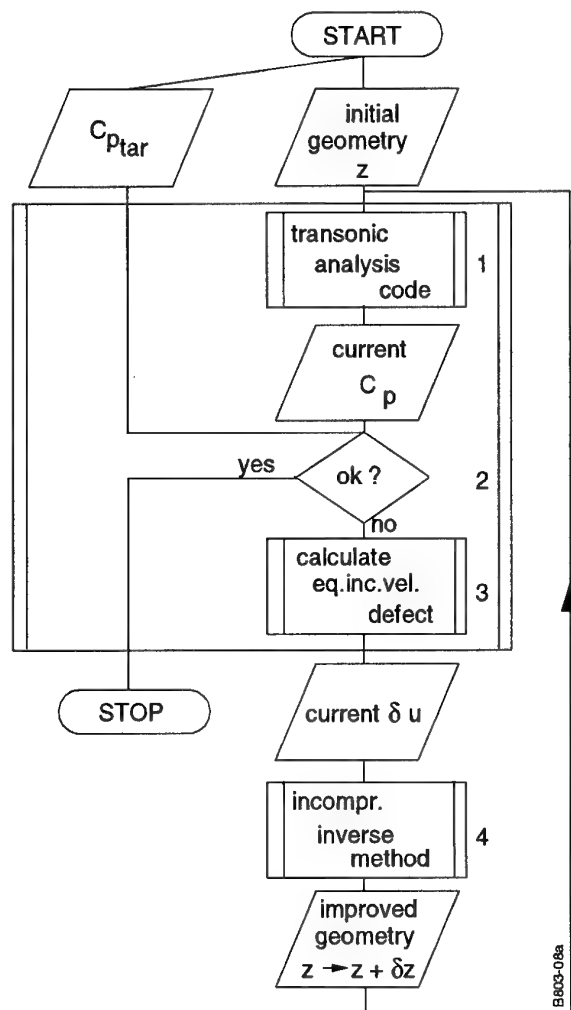 START
C p tar
initial
geometry
z
transonic
analysis
code
1
current
C p
yes
ok ?
2
no
calculate
eq.inc.vel.
defect
3
STOP
current δ u
incompr.
inverse
method
4
improved
geometry
z → z + δz
B803-08a